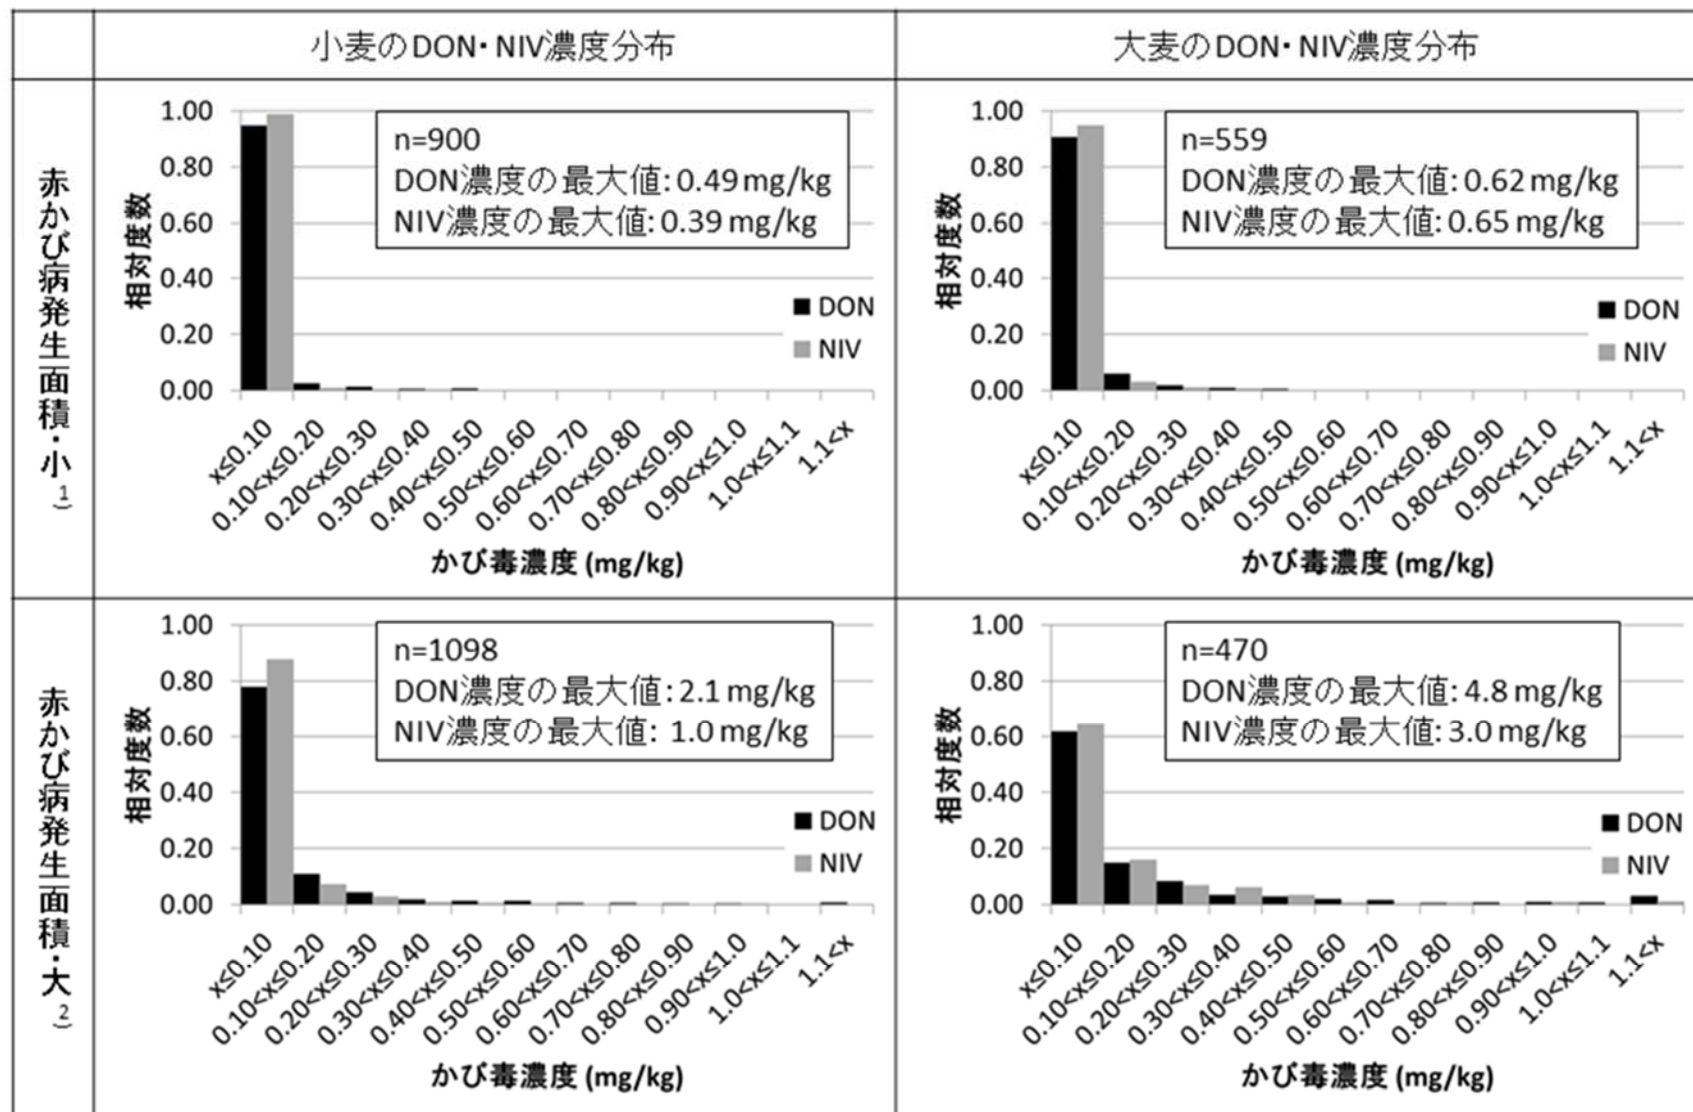 小麦のDON・NIV濃度分布
大麦のDON・NIV濃度分布
赤かび病発生面積・小1)
相対度数
1.00
0.80
0.60
0.40
0.20
0.00
n=900
DON濃度の最大値: 0.49 mg/kg
NIV濃度の最大値: 0.39 mg/kg
DON
NIV
x≤0.10
0.10<x≤0.20
0.20<x≤0.30
0.30<x≤0.40
0.40<x≤0.50
0.50<x≤0.60
0.60<x≤0.70
0.70<x≤0.80
0.80<x≤0.90
0.90<x≤1.0
1.0<x≤1.1
1.1<x
かび毒濃度 (mg/kg)
相対度数
1.00
0.80
0.60
0.40
0.20
0.00
n=559
DON濃度の最大値: 0.62 mg/kg
NIV濃度の最大値: 0.65 mg/kg
DON
NIV
x≤0.10
0.10<x≤0.20
0.20<x≤0.30
0.30<x≤0.40
0.40<x≤0.50
0.50<x≤0.60
0.60<x≤0.70
0.70<x≤0.80
0.80<x≤0.90
0.90<x≤1.0
1.0<x≤1.1
1.1<x
かび毒濃度 (mg/kg)
赤かび病発生面積・大2)
相対度数
1.00
0.80
0.60
0.40
0.20
0.00
n=1098
DON濃度の最大値: 2.1 mg/kg
NIV濃度の最大値: 1.0 mg/kg
DON
NIV
x≤0.10
0.10<x≤0.20
0.20<x≤0.30
0.30<x≤0.40
0.40<x≤0.50
0.50<x≤0.60
0.60<x≤0.70
0.70<x≤0.80
0.80<x≤0.90
0.90<x≤1.0
1.0<x≤1.1
1.1<x
かび毒濃度 (mg/kg)
相対度数
1.00
0.80
0.60
0.40
0.20
0.00
n=470
DON濃度の最大値: 4.8 mg/kg
NIV濃度の最大値: 3.0 mg/kg
DON
NIV
x≤0.10
0.10<x≤0.20
0.20<x≤0.30
0.30<x≤0.40
0.40<x≤0.50
0.50<x≤0.60
0.60<x≤0.70
0.70<x≤0.80
0.80<x≤0.90
0.90<x≤1.0
1.0<x≤1.1
1.1<x
かび毒濃度 (mg/kg)